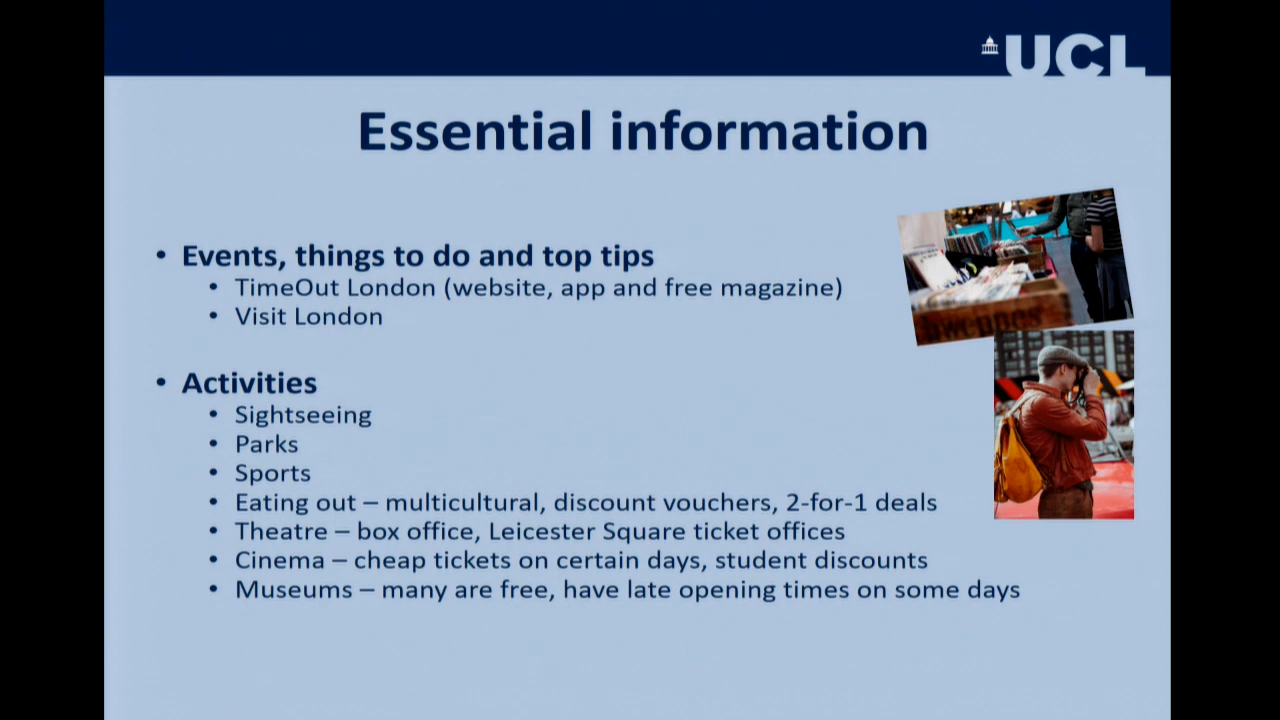 UCL
Essential information
• Events, things to do and top tips
• TimeOut London (website, app and free magazine)
• Visit London
• Activities
• Sightseeing
• Parks
• Sports
• Eating out – multicultural, discount vouchers, 2-for-1 deals
• Theatre – box office, Leicester Square ticket offices
• Cinema – cheap tickets on certain days, student discounts
• Museums – many are free, have late opening times on some days